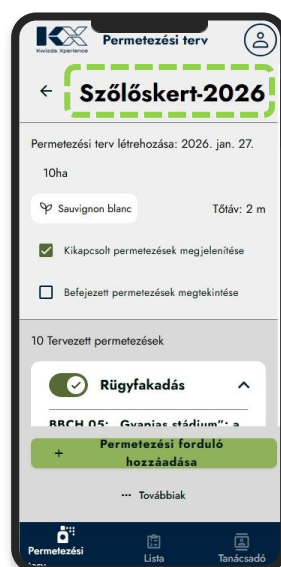 KX
Kwizda Xperience
Permetezési terv
Szőlőskert-2026
Permetezési terv létrehozása: 2026. jan. 27.
10ha
Sauvignon blanc
Tőtáv: 2 m
Kikapcsolt permetezések megjelenítése
Befejezett permetezések megtekintése
10 Tervezett permetezések
Rügyfakadás
BBCH 05: „Gyapjas stádium”: a
+ Permetezési forduló
hozzáadása
··· Továbbiak
Permetezési
Lista
Tanácsadó